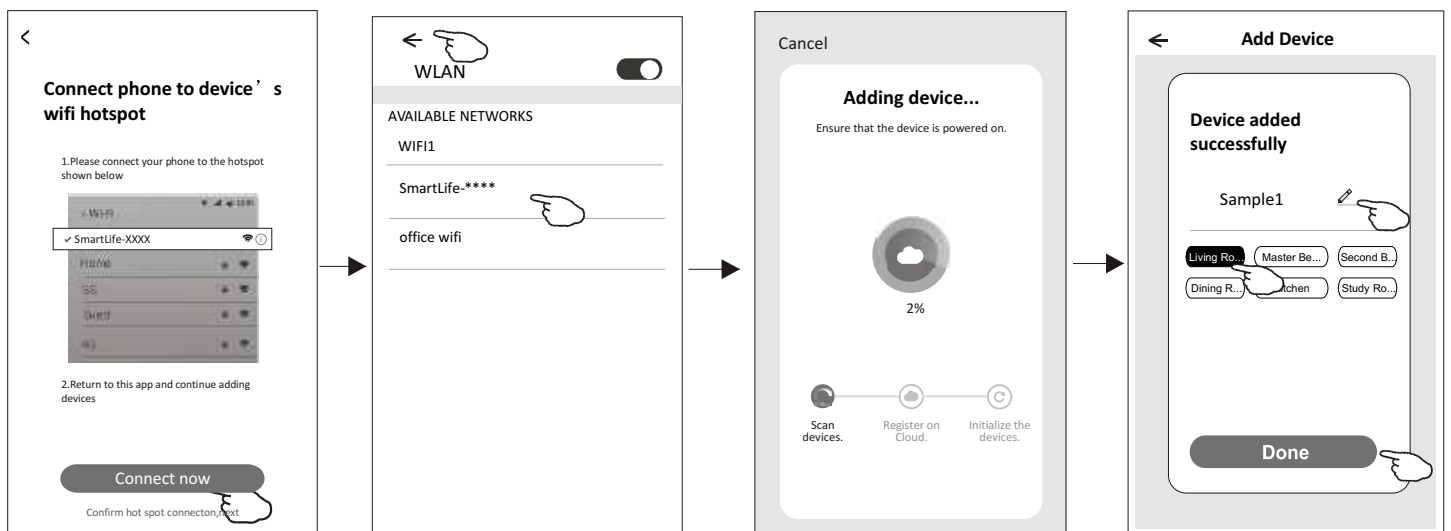 Connect phone to device’s
wifi hotspot
1.Please connect your phone to the hotspot
shown below
SmartLife-XXXX
2.Return to this app and continue adding
devices
Connect now
Confirm hot spot connecton,next
WLAN
AVAILABLE NETWORKS
WIFI1
SmartLife-****
office wifi
Cancel
Adding device...
Ensure that the device is powered on.
2%
Scan
devices.
Register on
Cloud.
Initialize the
devices.
Add Device
Device added
successfully
Sample1
Living Ro...
Master Be...
Second B...
Dining R...
Study Ro...
Done